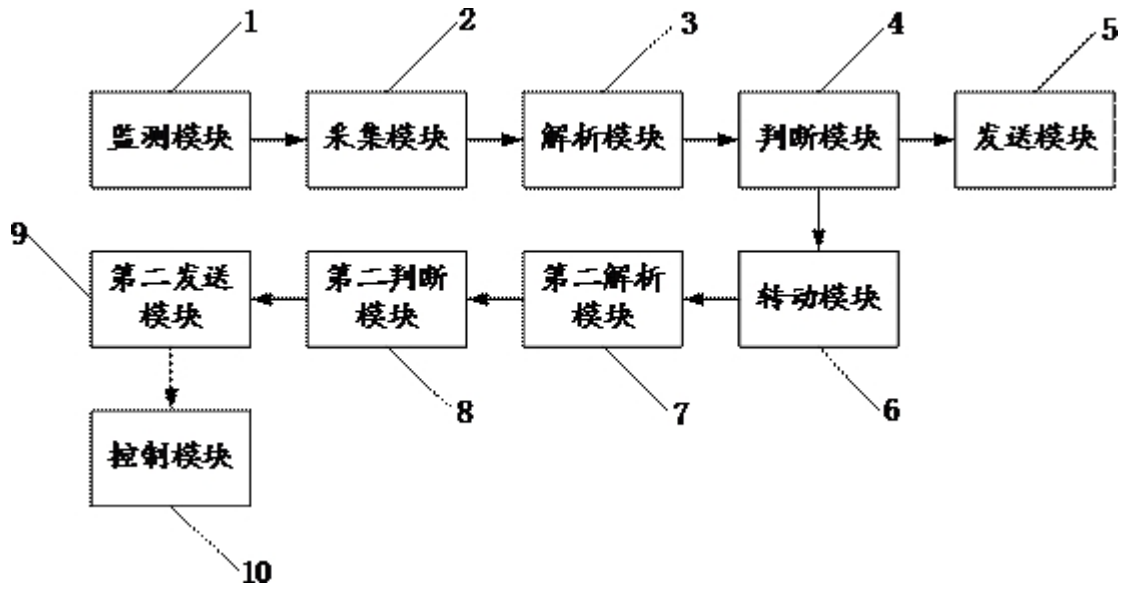 1
2
3
4
5
监测模块
采集模块
解析模块
判断模块
发送模块
9
第二发送
模块
第二判断
模块
第二解析
模块
转动模块
8
7
6
控制模块
10